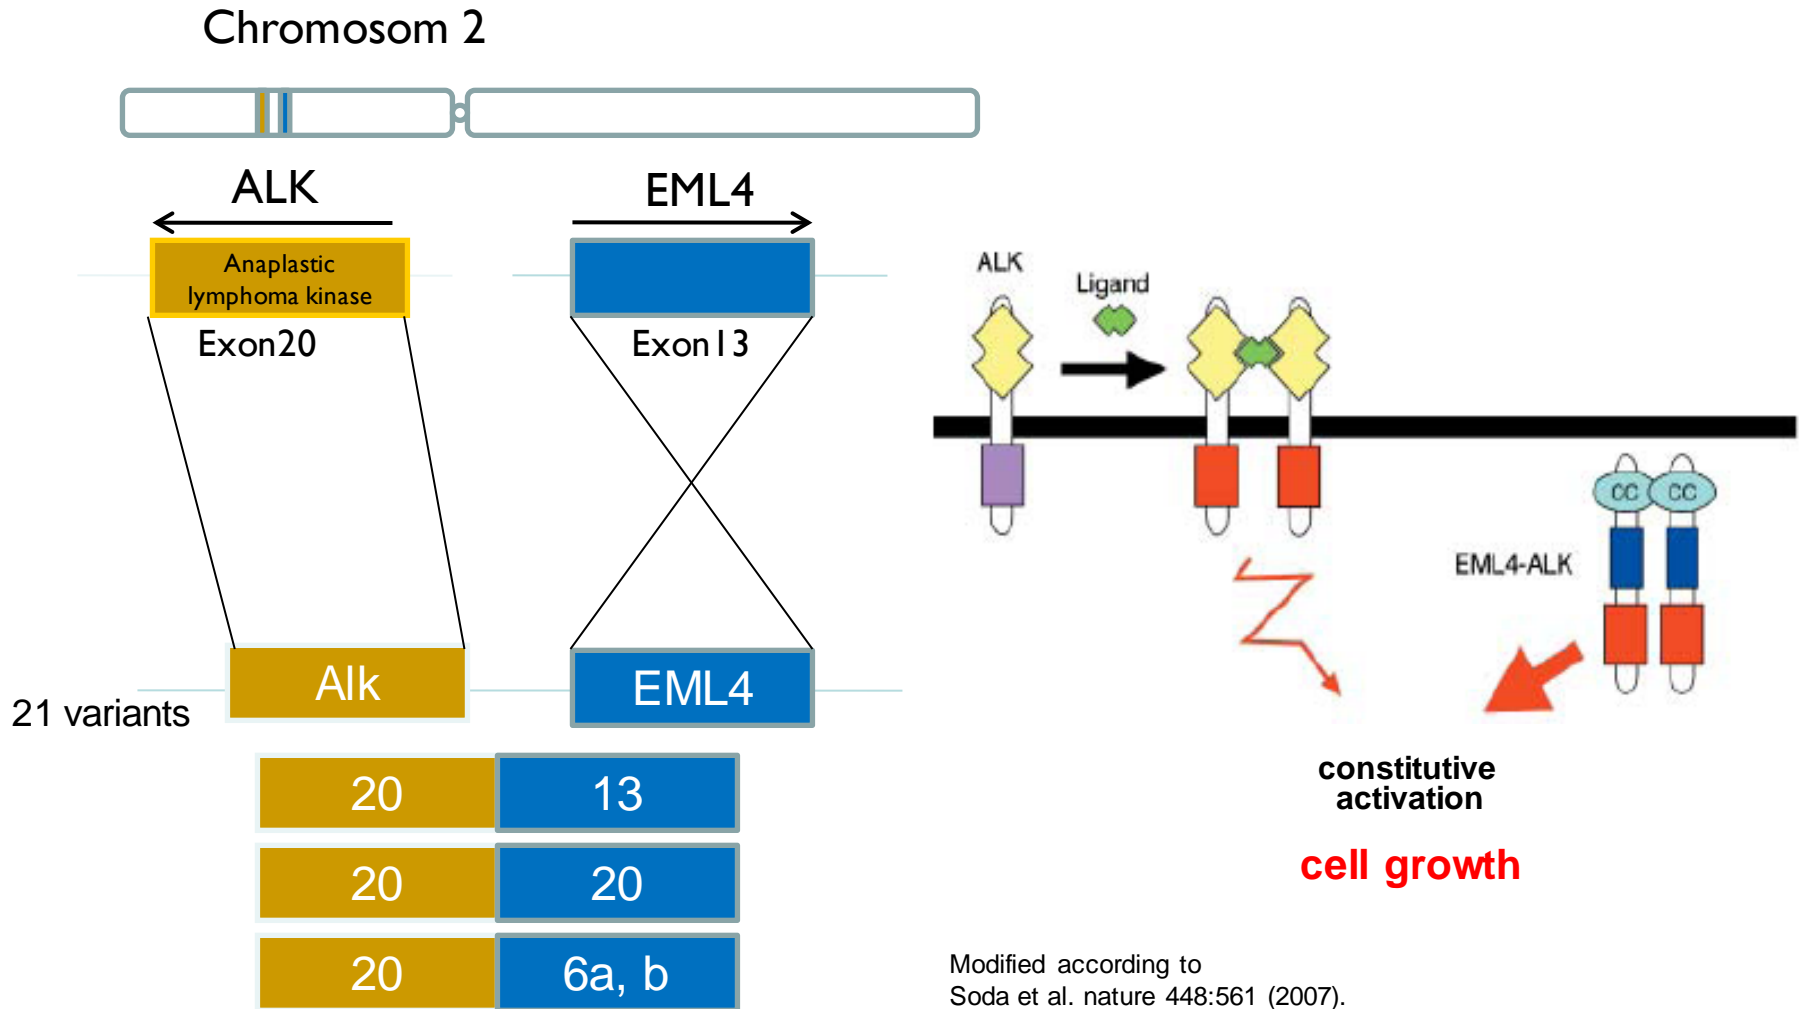 Chromosom 2
ALK
EML4
Anaplastic
lymphoma kinase
Exon20
Exon13
Alk
EML4
21 variants
20
13
20
20
20
6a, b
ALK
Ligand
CC
CC
EML4-ALK
constitutive
activation
cell growth
Modified according to
Soda et al. nature 448:561 (2007).